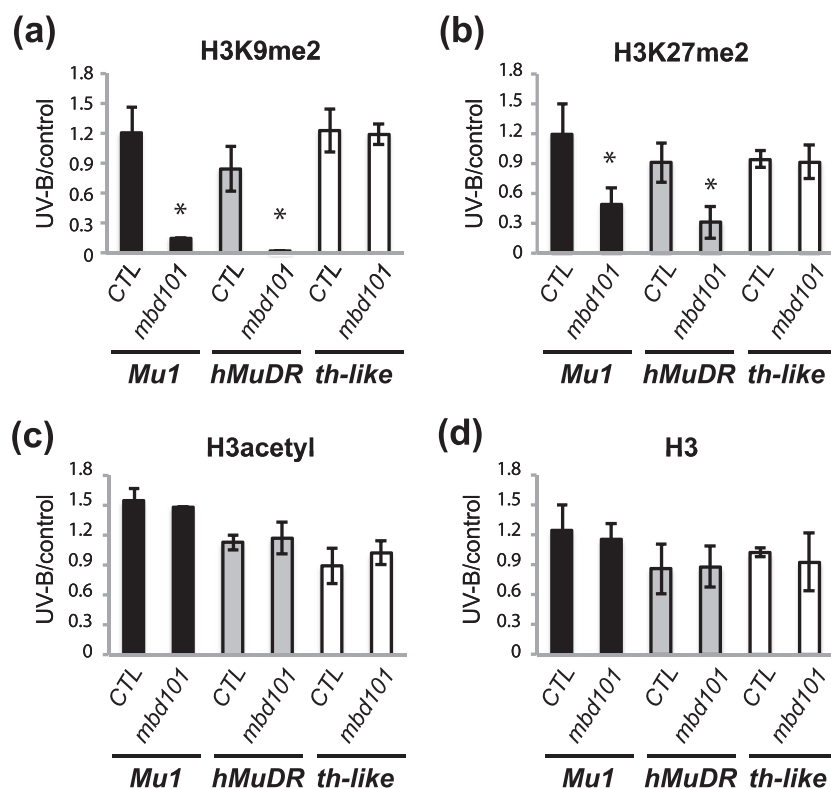 (a)
H3K9me2
UV-B/control
1.8
1.5
1.2
0.9
0.6
0.3
0
*
*
CTL
mbd101
CTL
mbd101
CTL
mbd101
Mu1 hMuDR th-like
(b)
H3K27me2
UV-B/control
1.8
1.5
1.2
0.9
0.6
0.3
0
*
*
CTL
mbd101
CTL
mbd101
CTL
mbd101
Mu1 hMuDR th-like
(c)
H3acetyl
UV-B/control
1.8
1.5
1.2
0.9
0.6
0.3
0
CTL
mbd101
CTL
mbd101
CTL
mbd101
Mu1 hMuDR th-like
(d)
H3
UV-B/control
1.8
1.5
1.2
0.9
0.6
0.3
0
CTL
mbd101
CTL
mbd101
CTL
mbd101
Mu1 hMuDR th-like